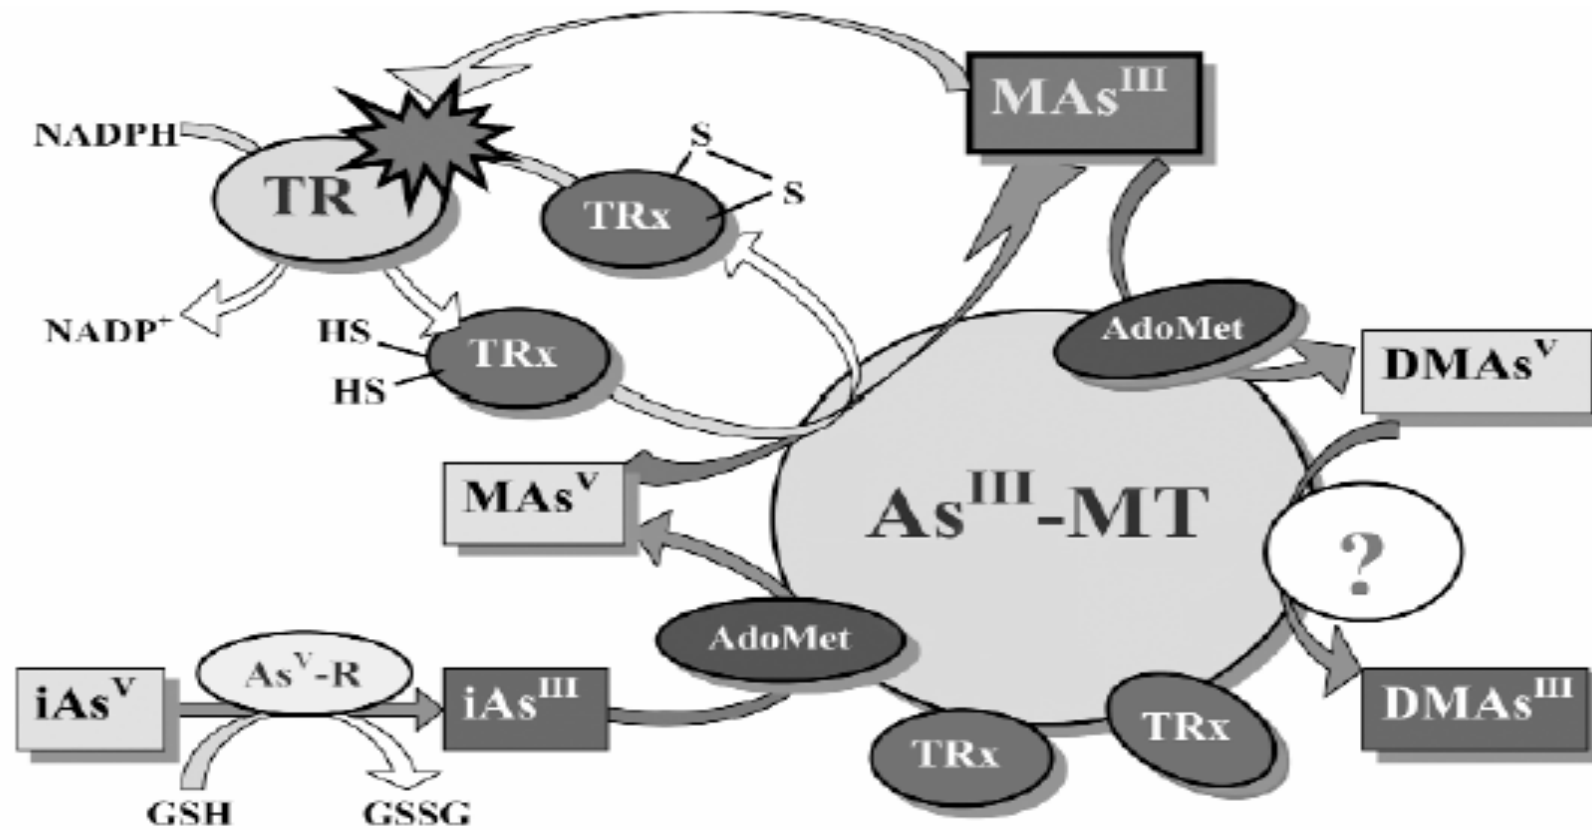 MAsᴵᴵᴵ
NADPH
S
TR
TRx
S
NADP⁺
HS
TRx
AdoMet
DMAsⱽ
HS
MAsⱽ
Asᴵᴵᴵ-MT
?
AdoMet
iAsⱽ
Asⱽ-R
iAsᴵᴵᴵ
DMAsᴵᴵᴵ
TRx
TRx
GSH
GSSG